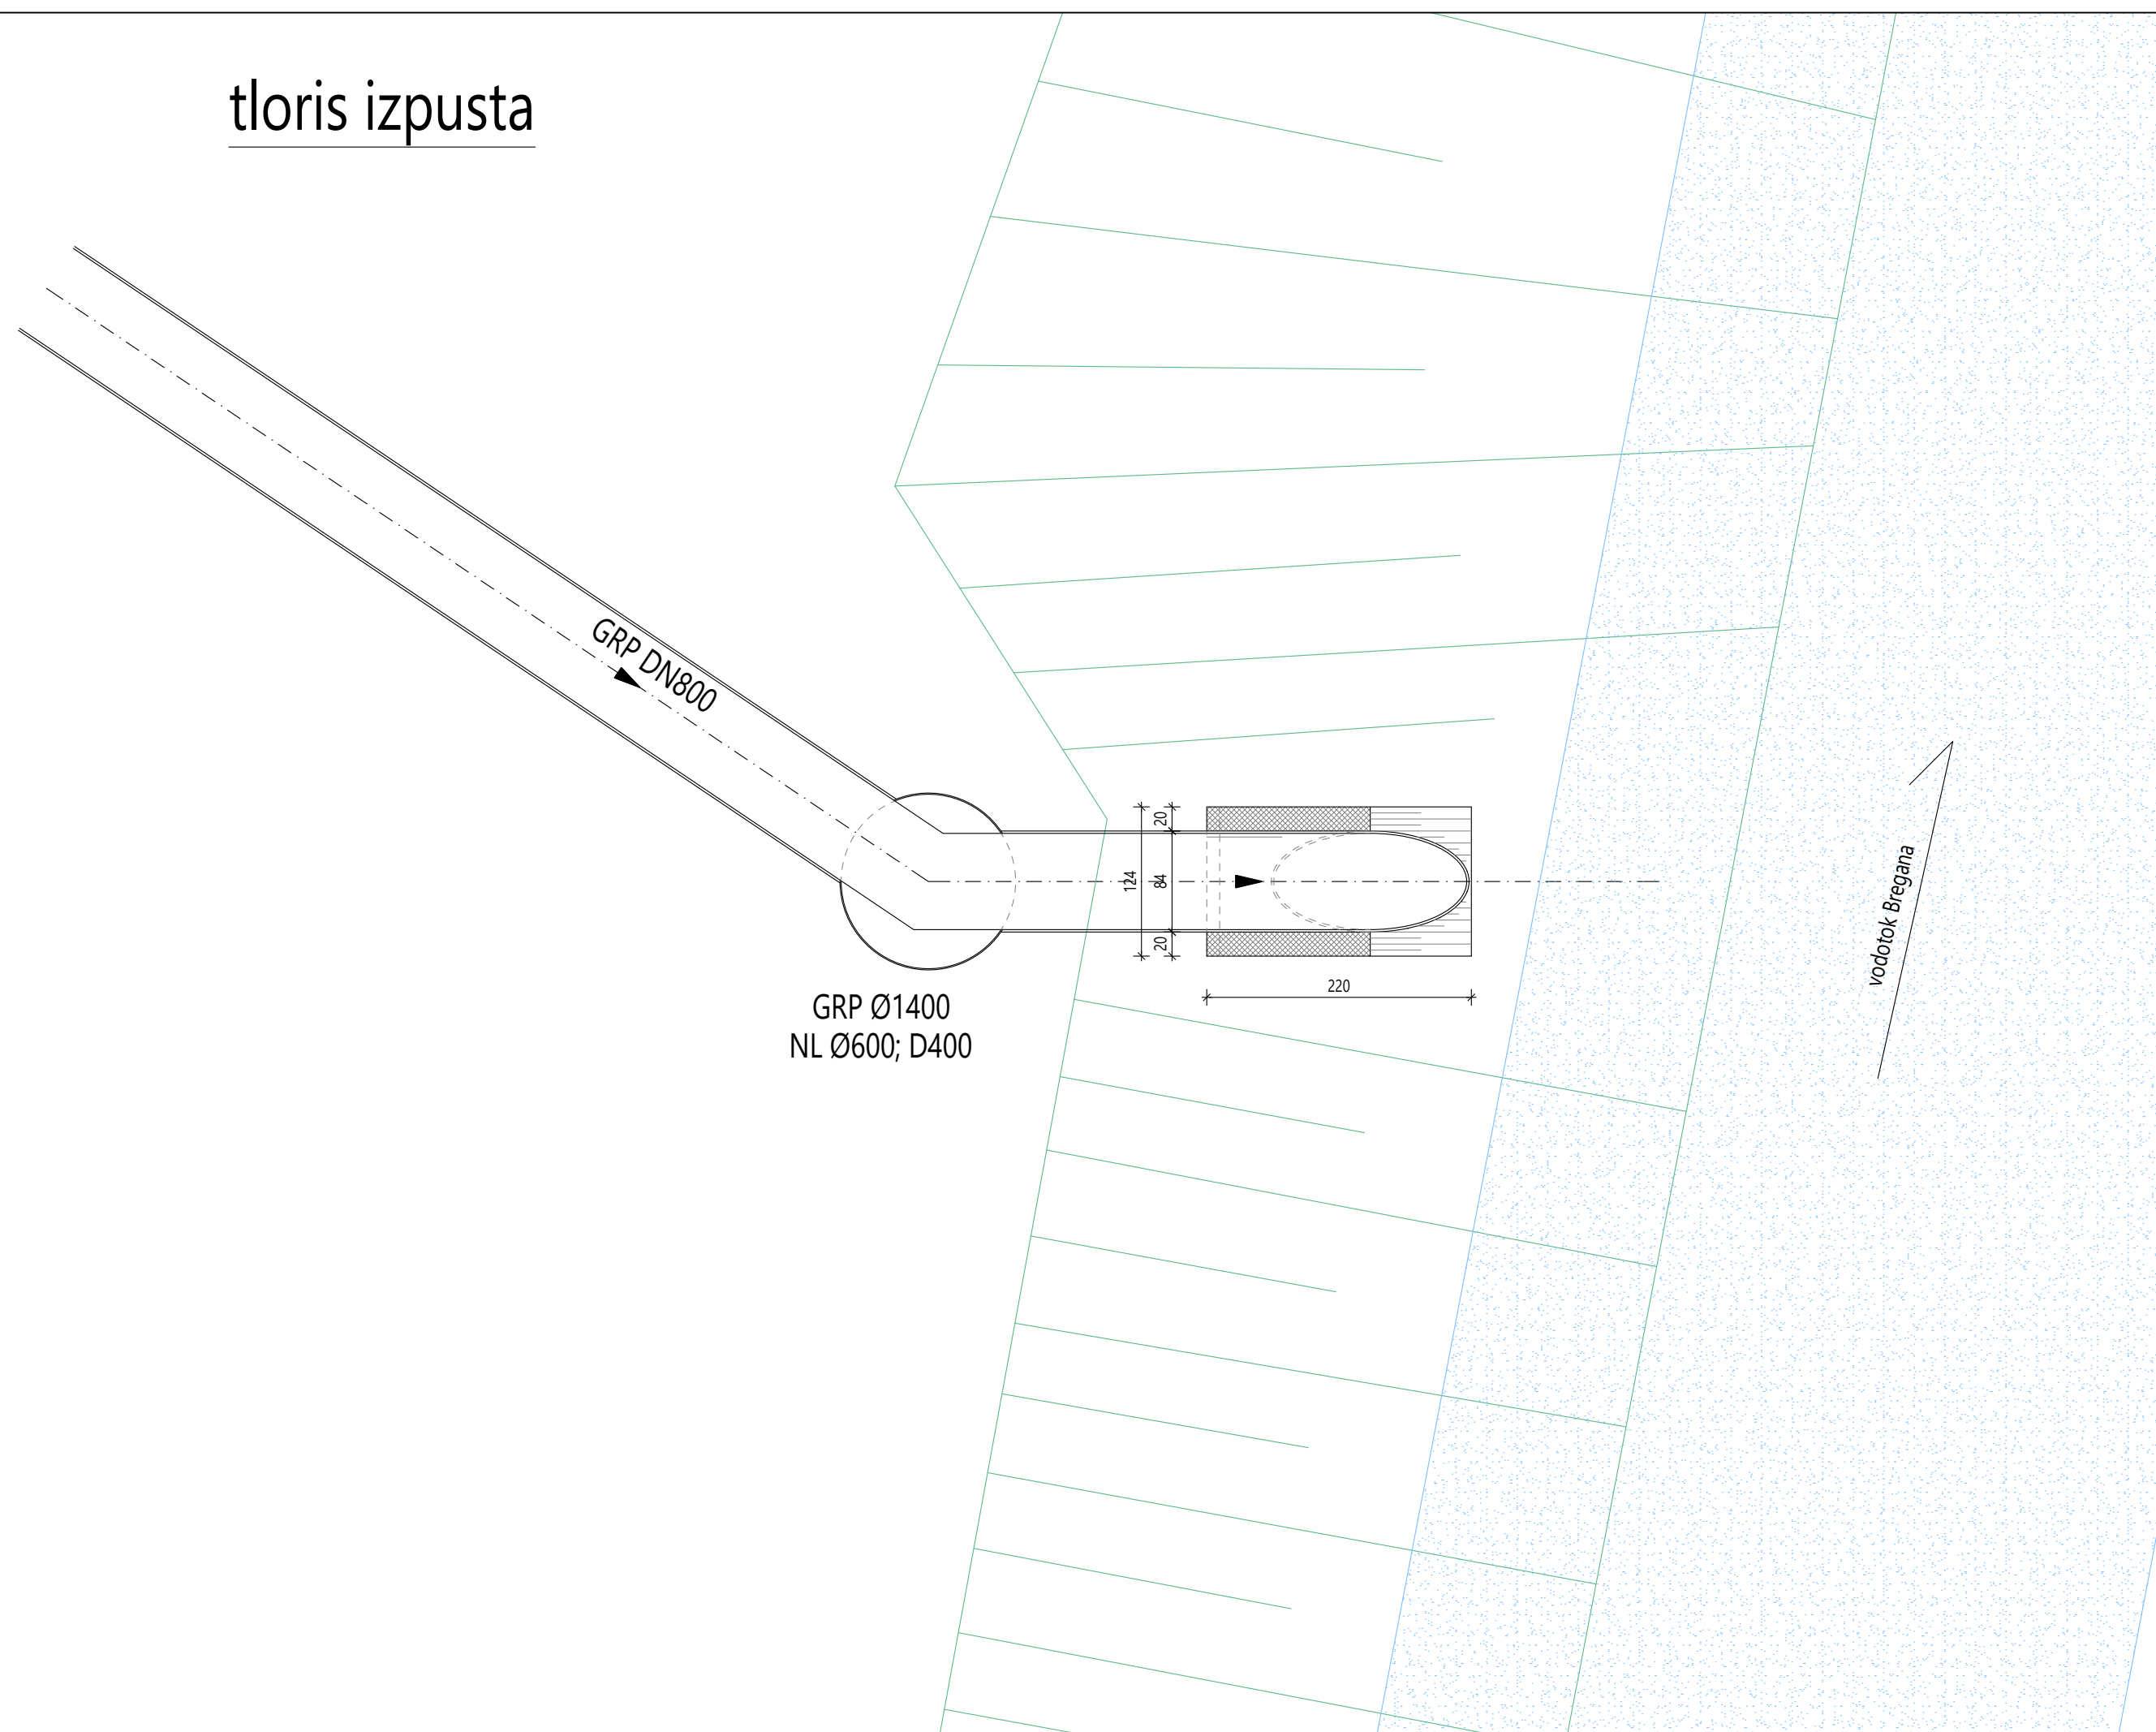 tloris izpusta
GRP DN800
20
124
84
20
220
GRP Ø1400
NL Ø600; D400
vodotok Bregana